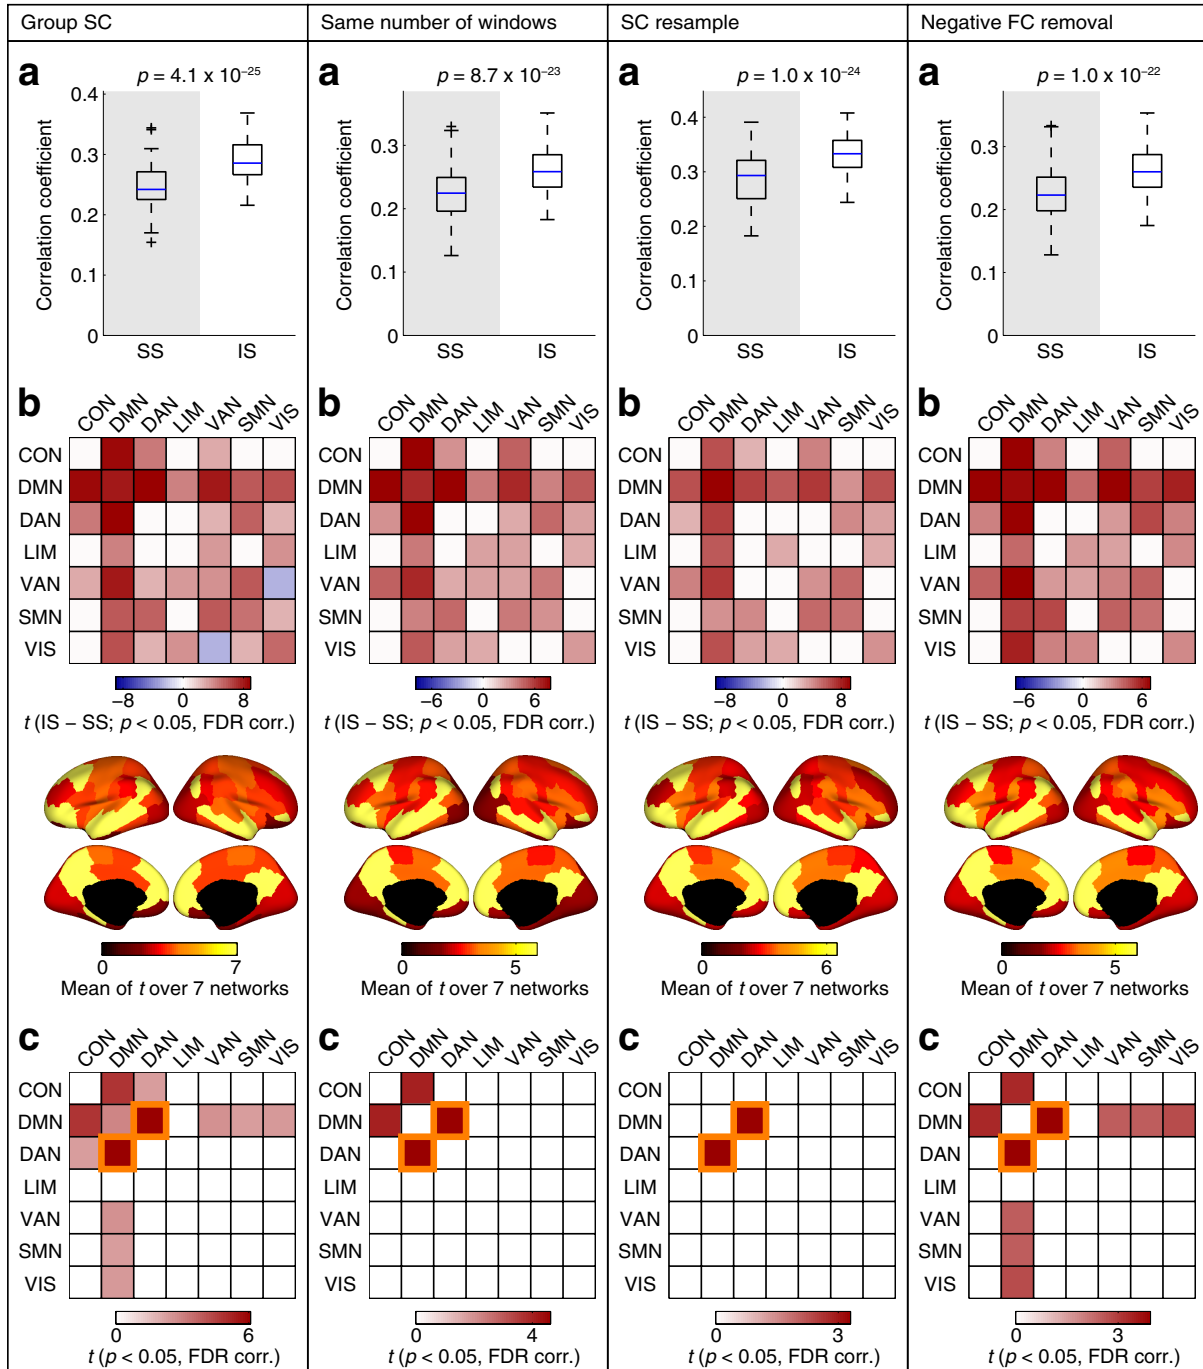 Group SC
Same number of windows
SC resample
Negative FC removal
a
p = 4.1 x 10⁻²⁵
Correlation coefficient
0.4
0.3
0.2
0.1
0
SS IS
a
p = 8.7 x 10⁻²³
Correlation coefficient
0.3
0.2
0.1
0
SS IS
a
p = 1.0 x 10⁻²⁴
Correlation coefficient
0.4
0.3
0.2
0.1
0
SS IS
a
p = 1.0 x 10⁻²²
Correlation coefficient
0.3
0.2
0.1
0
SS IS
b
CON DMN DAN LIM VAN SMN VIS
CON
DMN
DAN
LIM
VAN
SMN
VIS
−8 0 8
t (IS – SS; p < 0.05, FDR corr.)
b
CON DMN DAN LIM VAN SMN VIS
CON
DMN
DAN
LIM
VAN
SMN
VIS
−6 0 6
t (IS – SS; p < 0.05, FDR corr.)
b
CON DMN DAN LIM VAN SMN VIS
CON
DMN
DAN
LIM
VAN
SMN
VIS
−8 0 8
t (IS – SS; p < 0.05, FDR corr.)
b
CON DMN DAN LIM VAN SMN VIS
CON
DMN
DAN
LIM
VAN
SMN
VIS
−6 0 6
t (IS – SS; p < 0.05, FDR corr.)
0 7
Mean of t over 7 networks
0 5
Mean of t over 7 networks
0 6
Mean of t over 7 networks
0 5
Mean of t over 7 networks
c
CON DMN DAN LIM VAN SMN VIS
CON
DMN
DAN
LIM
VAN
SMN
VIS
0 6
t (p < 0.05, FDR corr.)
c
CON DMN DAN LIM VAN SMN VIS
CON
DMN
DAN
LIM
VAN
SMN
VIS
0 4
t (p < 0.05, FDR corr.)
c
CON DMN DAN LIM VAN SMN VIS
CON
DMN
DAN
LIM
VAN
SMN
VIS
0 3
t (p < 0.05, FDR corr.)
c
CON DMN DAN LIM VAN SMN VIS
CON
DMN
DAN
LIM
VAN
SMN
VIS
0 3
t (p < 0.05, FDR corr.)